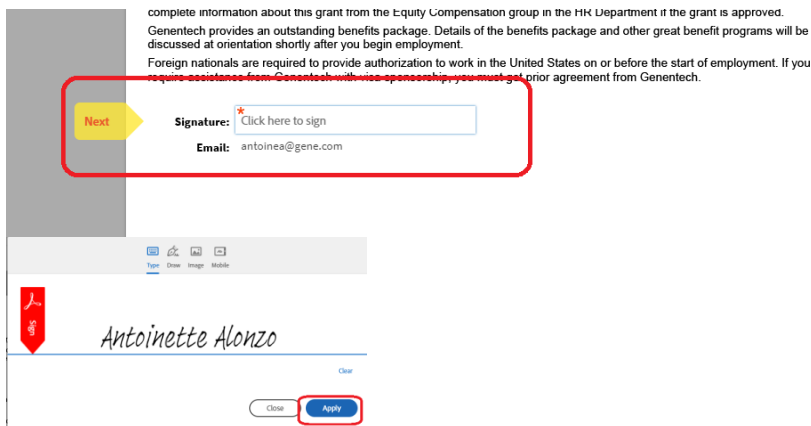 complete information about this grant from the Equity Compensation group in the HR Department if the grant is approved.
Genentech provides an outstanding benefits package. Details of the benefits package and other great benefit programs will be
discussed at orientation shortly after you begin employment.
Foreign nationals are required to provide authorization to work in the United States on or before the start of employment. If you
require assistance from Genentech with visa sponsorship, you must get prior agreement from Genentech.
Next
Signature: * Click here to sign
Email: antoinea@gene.com
Type Draw Image Mobile
Sign
Antoinette Alonzo
Clear
Close Apply